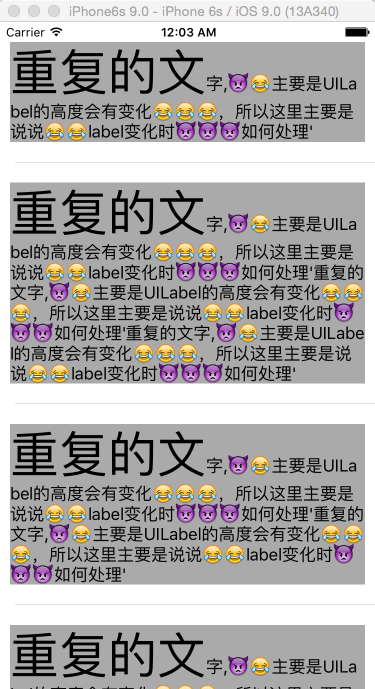 iPhone6s 9.0 - iPhone 6s / iOS 9.0 (13A340)
Carrier 12:03 AM
重复的文字,👿😂主要是UILa
bel的高度会有变化😂😂😂，所以这里主要是
说说😂😂label变化时👿👿👿如何处理'
重复的文字,👿😂主要是UILa
bel的高度会有变化😂😂😂，所以这里主要是
说说😂😂label变化时👿👿👿如何处理'重复的
文字,👿😂主要是UILabel的高度会有变化😂😂
😂，所以这里主要是说说😂😂label变化时👿
👿👿如何处理'重复的文字,👿😂主要是UILabe
l的高度会有变化😂😂😂，所以这里主要是说
说😂😂label变化时👿👿👿如何处理'
重复的文字,👿😂主要是UILa
bel的高度会有变化😂😂😂，所以这里主要是
说说😂😂label变化时👿👿👿如何处理'重复的
文字,👿😂主要是UILabel的高度会有变化😂😂
😂，所以这里主要是说说😂😂label变化时👿
👿👿如何处理'
重复的文字,👿😂主要是UILa